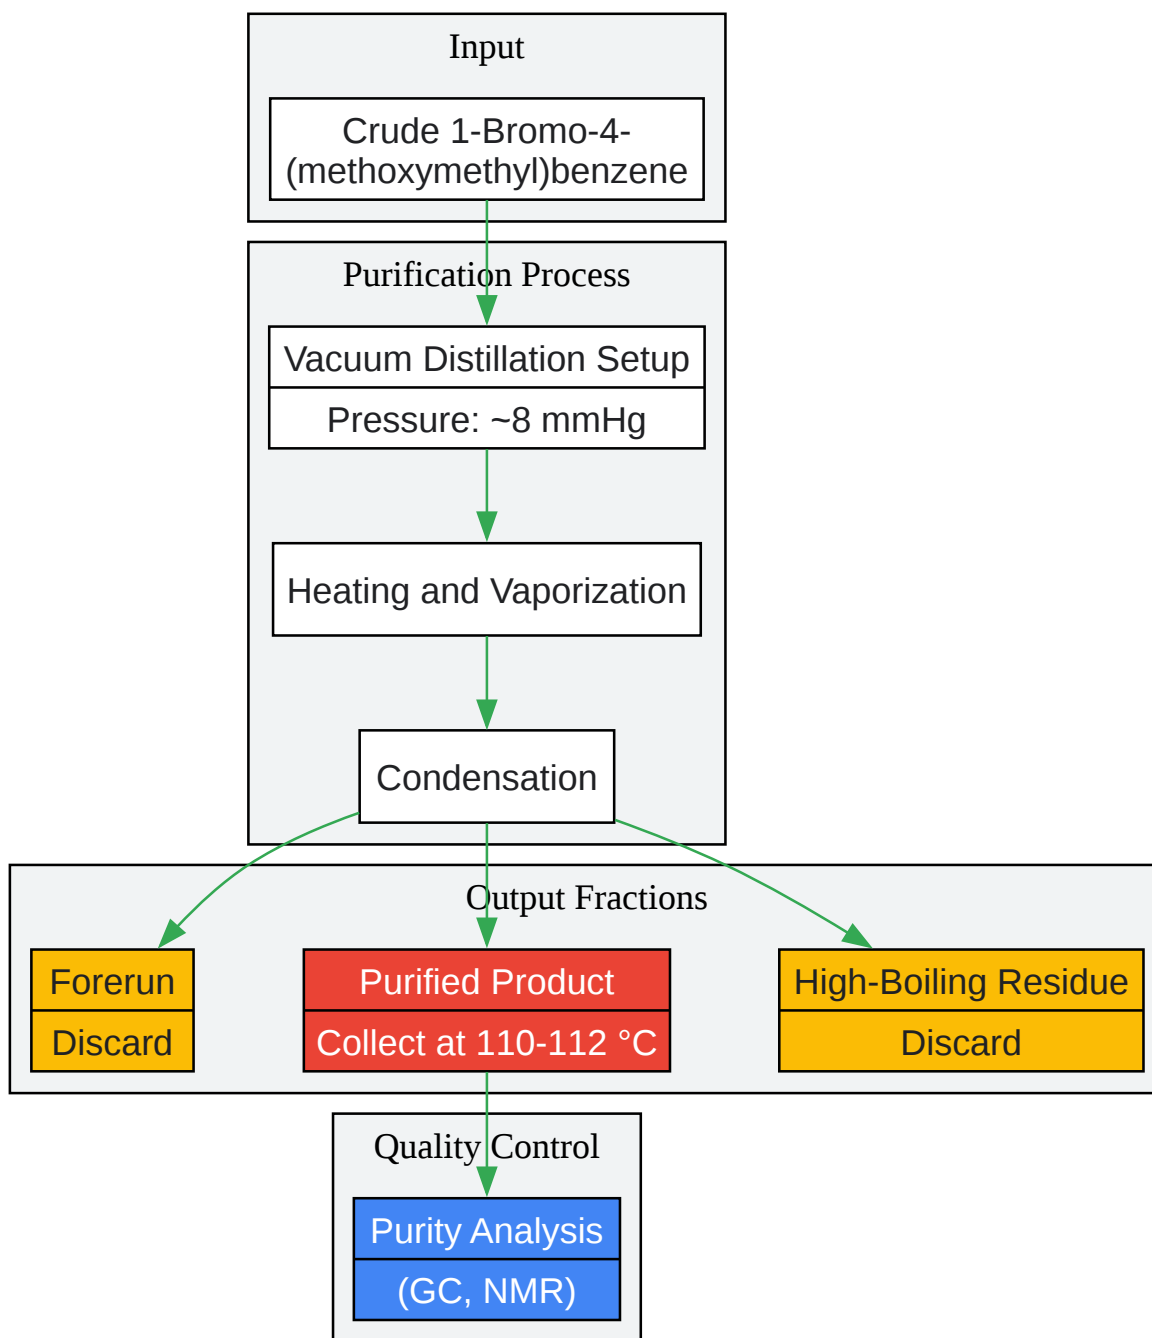 Input
Crude 1-Bromo-4-
(methoxymethyl)benzene
Purification Process
Vacuum Distillation Setup
Pressure: ~8 mmHg
Heating and Vaporization
Condensation
Output Fractions
Forerun
Discard
Purified Product
Collect at 110-112 °C
High-Boiling Residue
Discard
Quality Control
Purity Analysis
(GC, NMR)